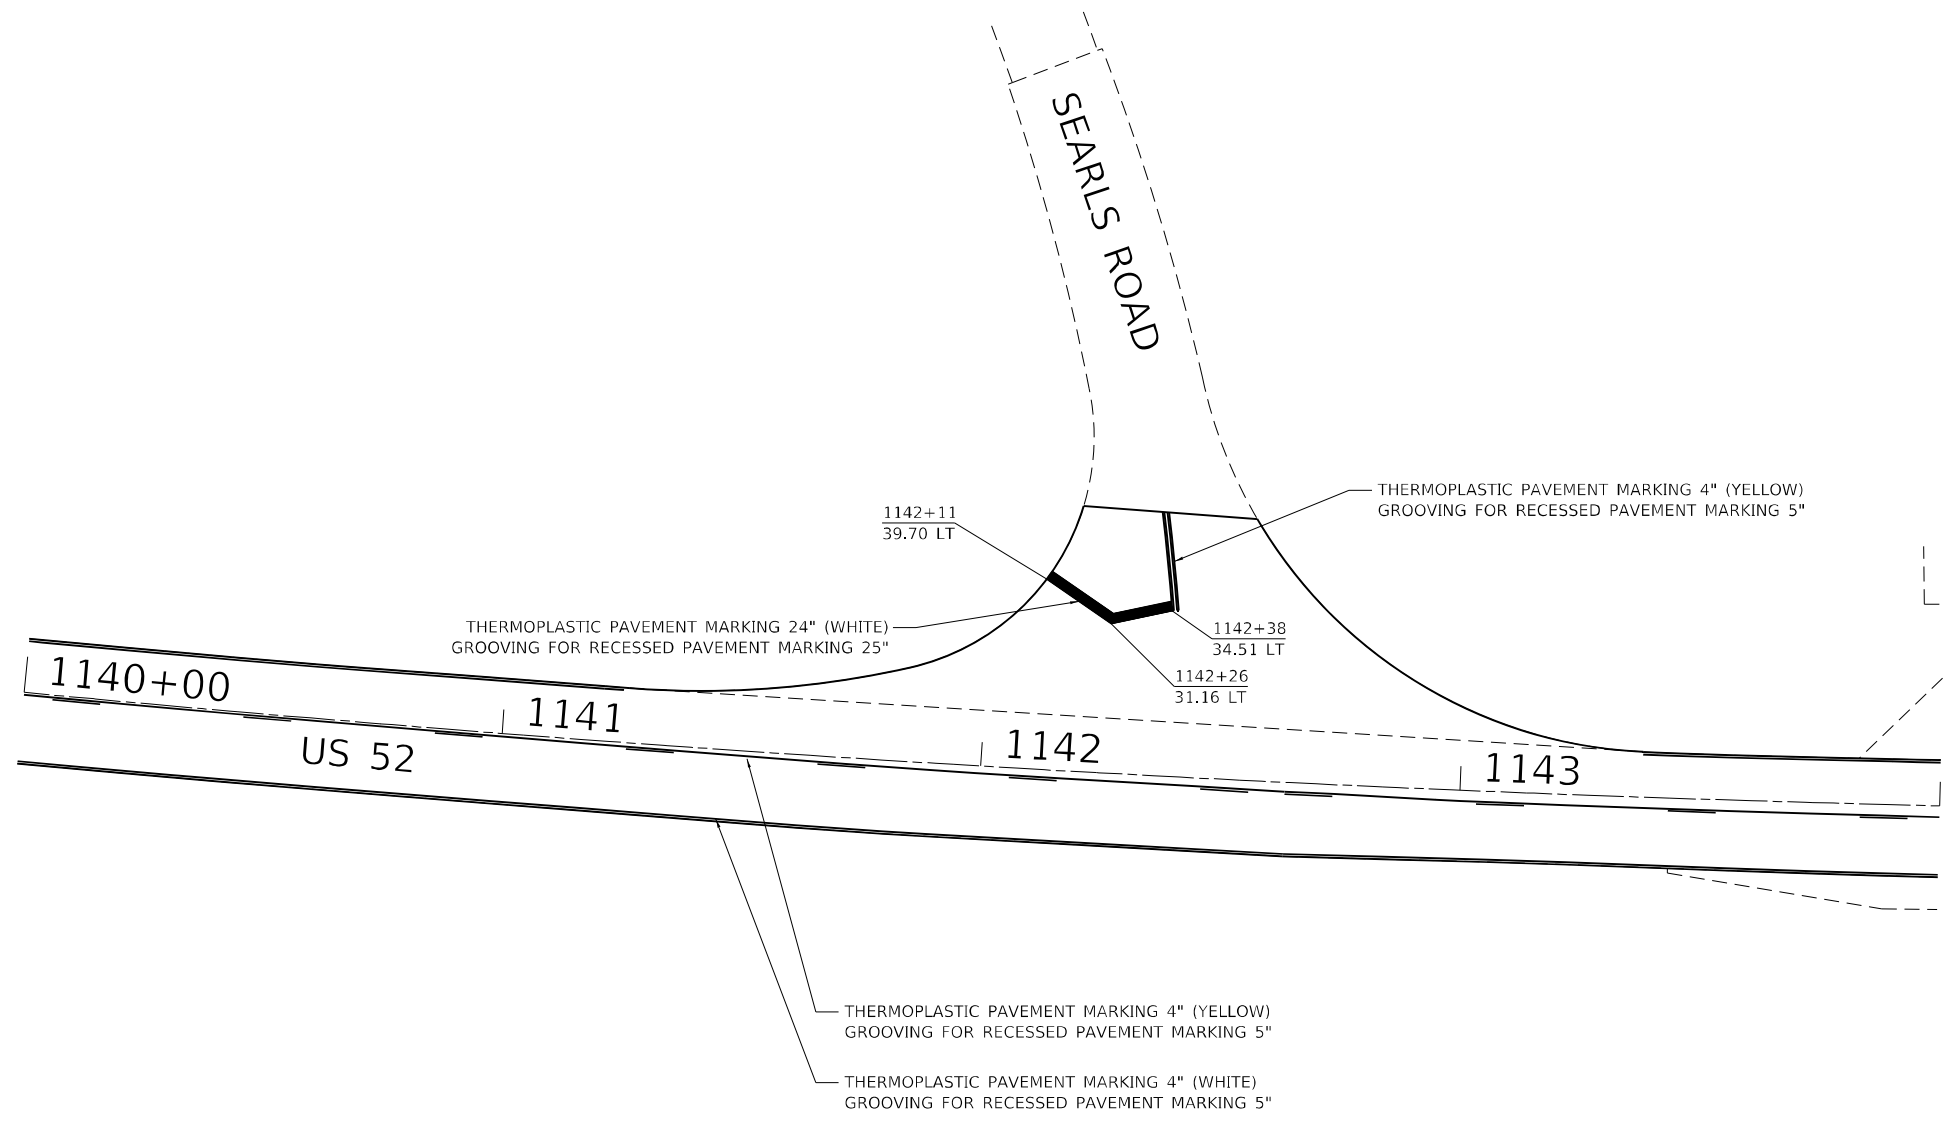 SEARLS ROAD
THERMOPLASTIC PAVEMENT MARKING 4" (YELLOW)
GROOVING FOR RECESSED PAVEMENT MARKING 5"
1142+11
39.70 LT
THERMOPLASTIC PAVEMENT MARKING 24" (WHITE)
GROOVING FOR RECESSED PAVEMENT MARKING 25"
1142+38
34.51 LT
1142+26
31.16 LT
1140+00
1141
1142
1143
US 52
THERMOPLASTIC PAVEMENT MARKING 4" (YELLOW)
GROOVING FOR RECESSED PAVEMENT MARKING 5"
THERMOPLASTIC PAVEMENT MARKING 4" (WHITE)
GROOVING FOR RECESSED PAVEMENT MARKING 5"